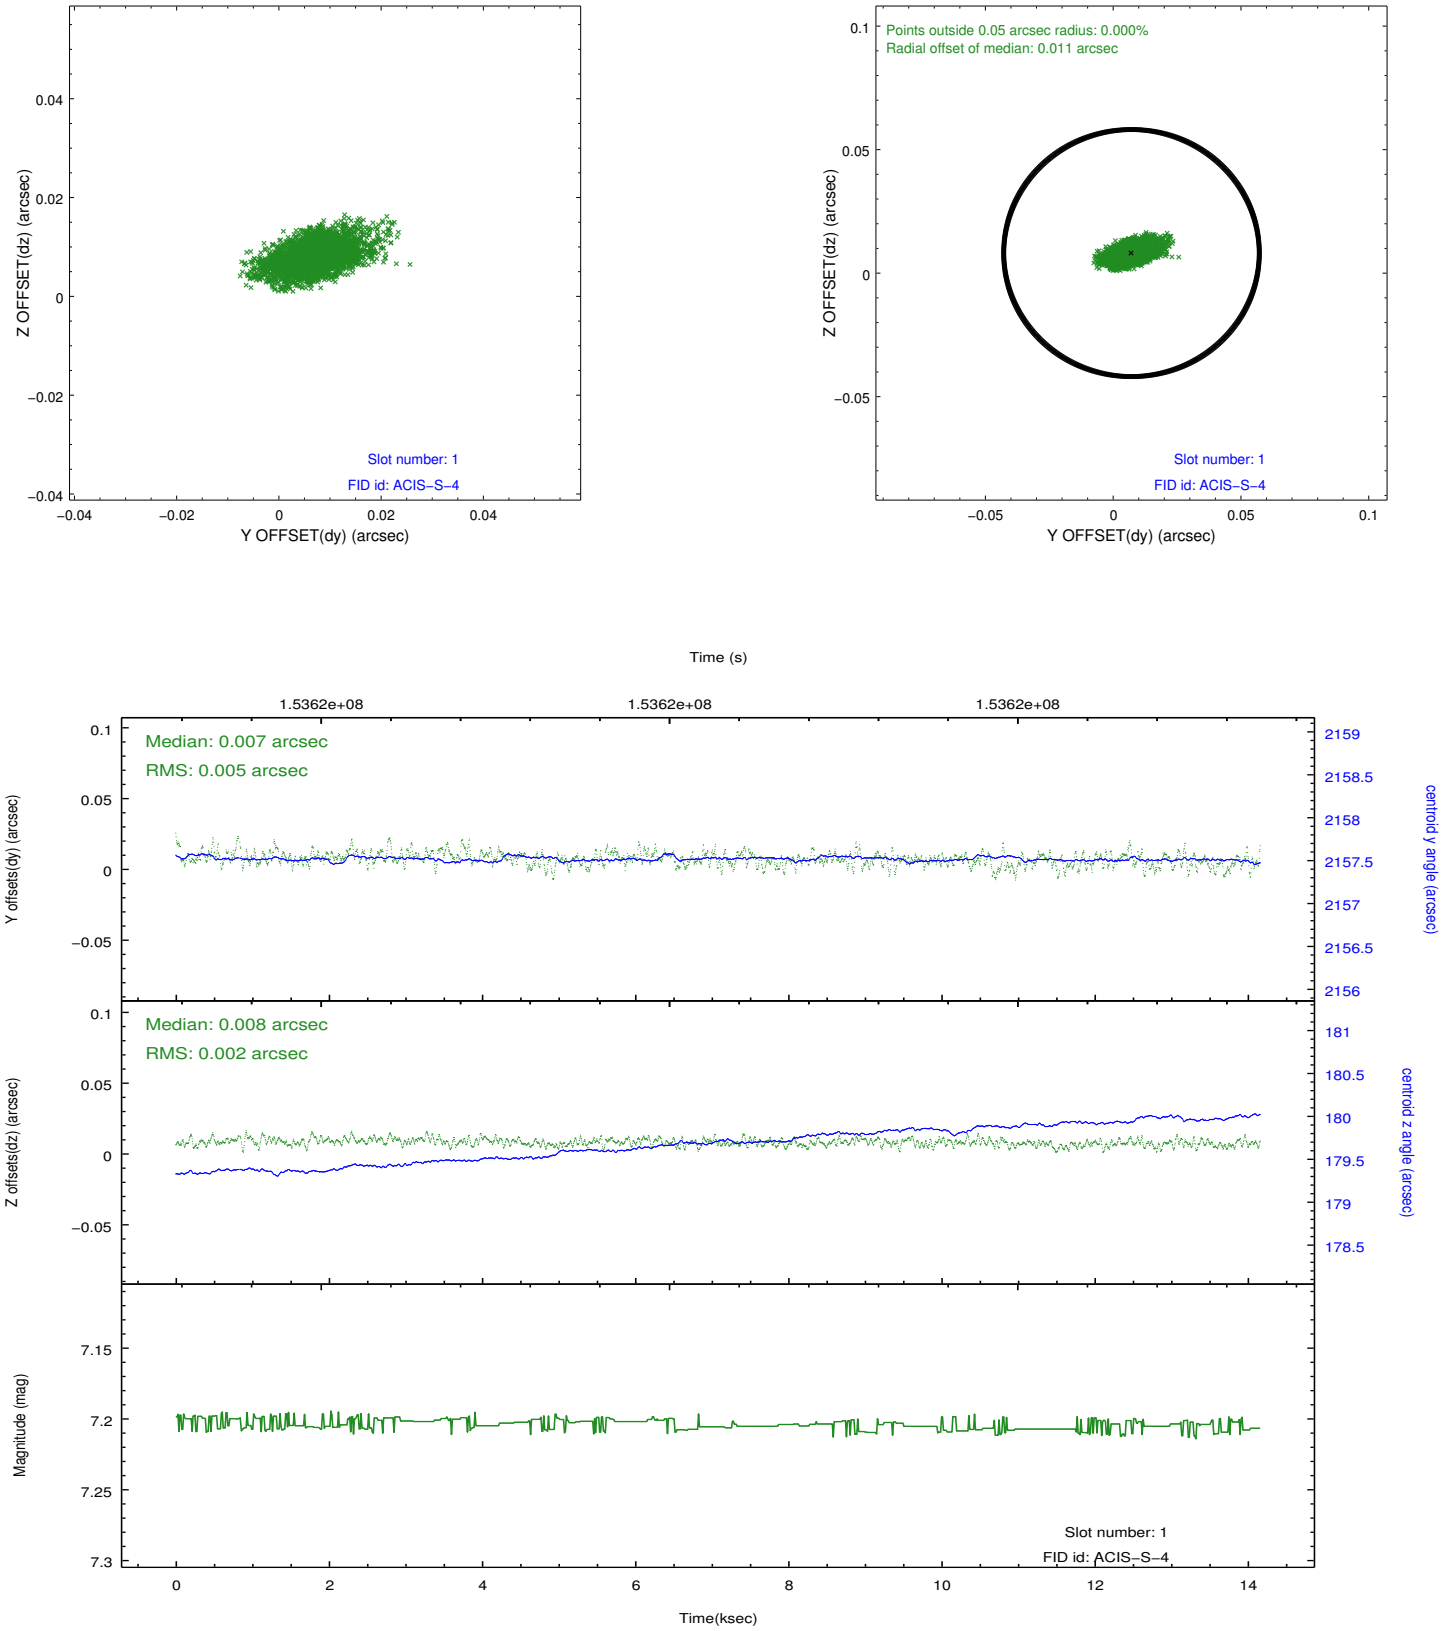 0.04
0.02
0
−0.02
−0.04
Z OFFSET(dz) (arcsec)
Slot number: 1
FID id: ACIS−S−4
−0.04
−0.02
0
0.02
0.04
Y OFFSET(dy) (arcsec)
Points outside 0.05 arcsec radius: 0.000%
Radial offset of median: 0.011 arcsec
0.1
0.05
0
−0.05
Z OFFSET(dz) (arcsec)
Slot number: 1
FID id: ACIS−S−4
−0.05
0
0.05
0.1
Y OFFSET(dy) (arcsec)
Time (s)
1.5362e+08
1.5362e+08
1.5362e+08
Median: 0.007 arcsec
RMS: 0.005 arcsec
0.1
0.05
0
−0.05
Y offsets(dy) (arcsec)
2159
2158.5
2158
2157.5
2157
2156.5
2156
centroid y angle (arcsec)
Median: 0.008 arcsec
RMS: 0.002 arcsec
0.1
0.05
0
−0.05
Z offsets(dz) (arcsec)
181
180.5
180
179.5
179
178.5
centroid z angle (arcsec)
7.15
7.2
7.25
7.3
Magnitude (mag)
Slot number: 1
FID id: ACIS−S−4
0
2
4
6
8
10
12
14
Time(ksec)